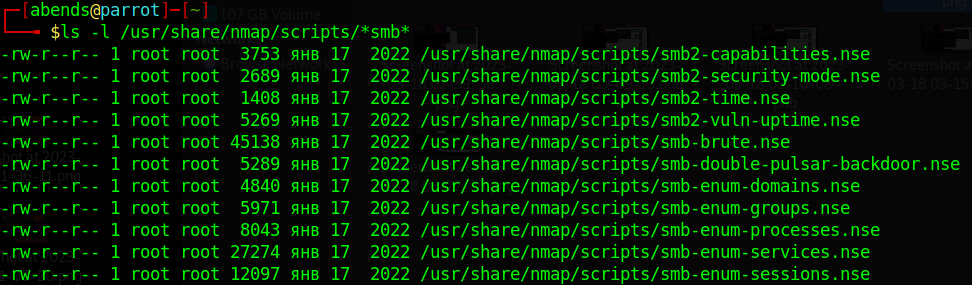 [abends@parrot]─[~]
$ls -l /usr/share/nmap/scripts/*smb*
-rw-r--r-- 1 root root  3753 янв 17  2022 /usr/share/nmap/scripts/smb2-capabilities.nse
-rw-r--r-- 1 root root  2689 янв 17  2022 /usr/share/nmap/scripts/smb2-security-mode.nse
-rw-r--r-- 1 root root  1408 янв 17  2022 /usr/share/nmap/scripts/smb2-time.nse
-rw-r--r-- 1 root root  5269 янв 17  2022 /usr/share/nmap/scripts/smb2-vuln-uptime.nse
-rw-r--r-- 1 root root 45138 янв 17  2022 /usr/share/nmap/scripts/smb-brute.nse
-rw-r--r-- 1 root root  5289 янв 17  2022 /usr/share/nmap/scripts/smb-double-pulsar-backdoor.nse
-rw-r--r-- 1 root root  4840 янв 17  2022 /usr/share/nmap/scripts/smb-enum-domains.nse
-rw-r--r-- 1 root root  5971 янв 17  2022 /usr/share/nmap/scripts/smb-enum-groups.nse
-rw-r--r-- 1 root root  8043 янв 17  2022 /usr/share/nmap/scripts/smb-enum-processes.nse
-rw-r--r-- 1 root root 27274 янв 17  2022 /usr/share/nmap/scripts/smb-enum-services.nse
-rw-r--r-- 1 root root 12097 янв 17  2022 /usr/share/nmap/scripts/smb-enum-sessions.nse
107 GB Volume